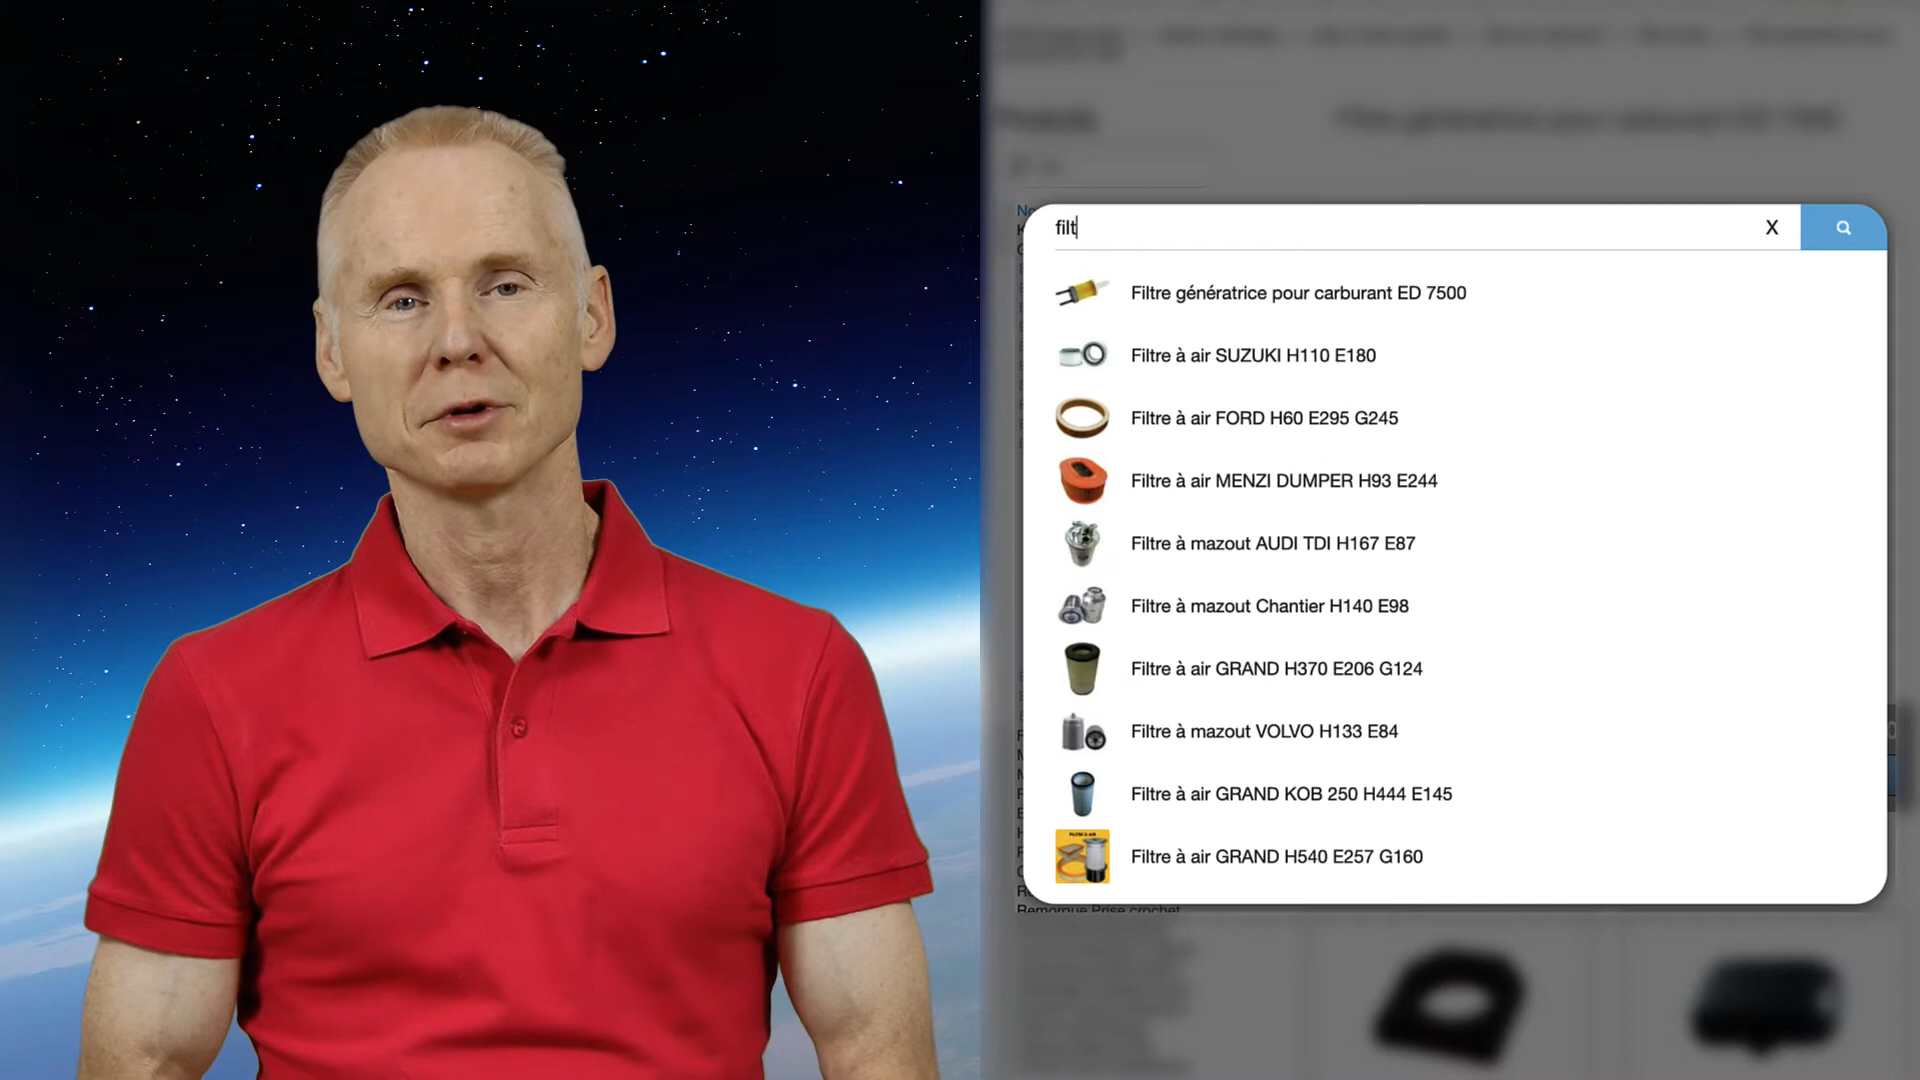 filt
X
Filtre génératrice pour carburant ED 7500
Filtre à air SUZUKI H110 E180
Filtre à air FORD H60 E295 G245
Filtre à air MENZI DUMPER H93 E244
Filtre à mazout AUDI TDI H167 E87
Filtre à mazout Chantier H140 E98
Filtre à air GRAND H370 E206 G124
Filtre à mazout VOLVO H133 E84
Filtre à air GRAND KOB 250 H444 E145
Filtre à air GRAND H540 E257 G160
Remorque Prise crochet